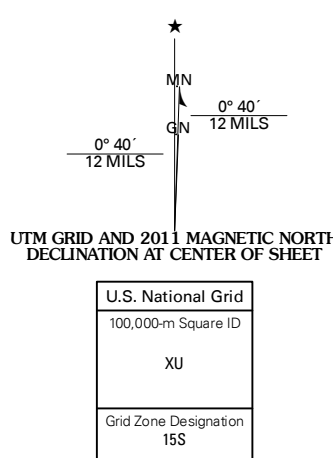 ★
MN
0° 40´
12 MILS
GN
0° 40´
12 MILS
UTM GRID AND 2011 MAGNETIC NORTH
DECLINATION AT CENTER OF SHEET
U.S. National Grid
100,000-m Square ID
XU
Grid Zone Designation
15S